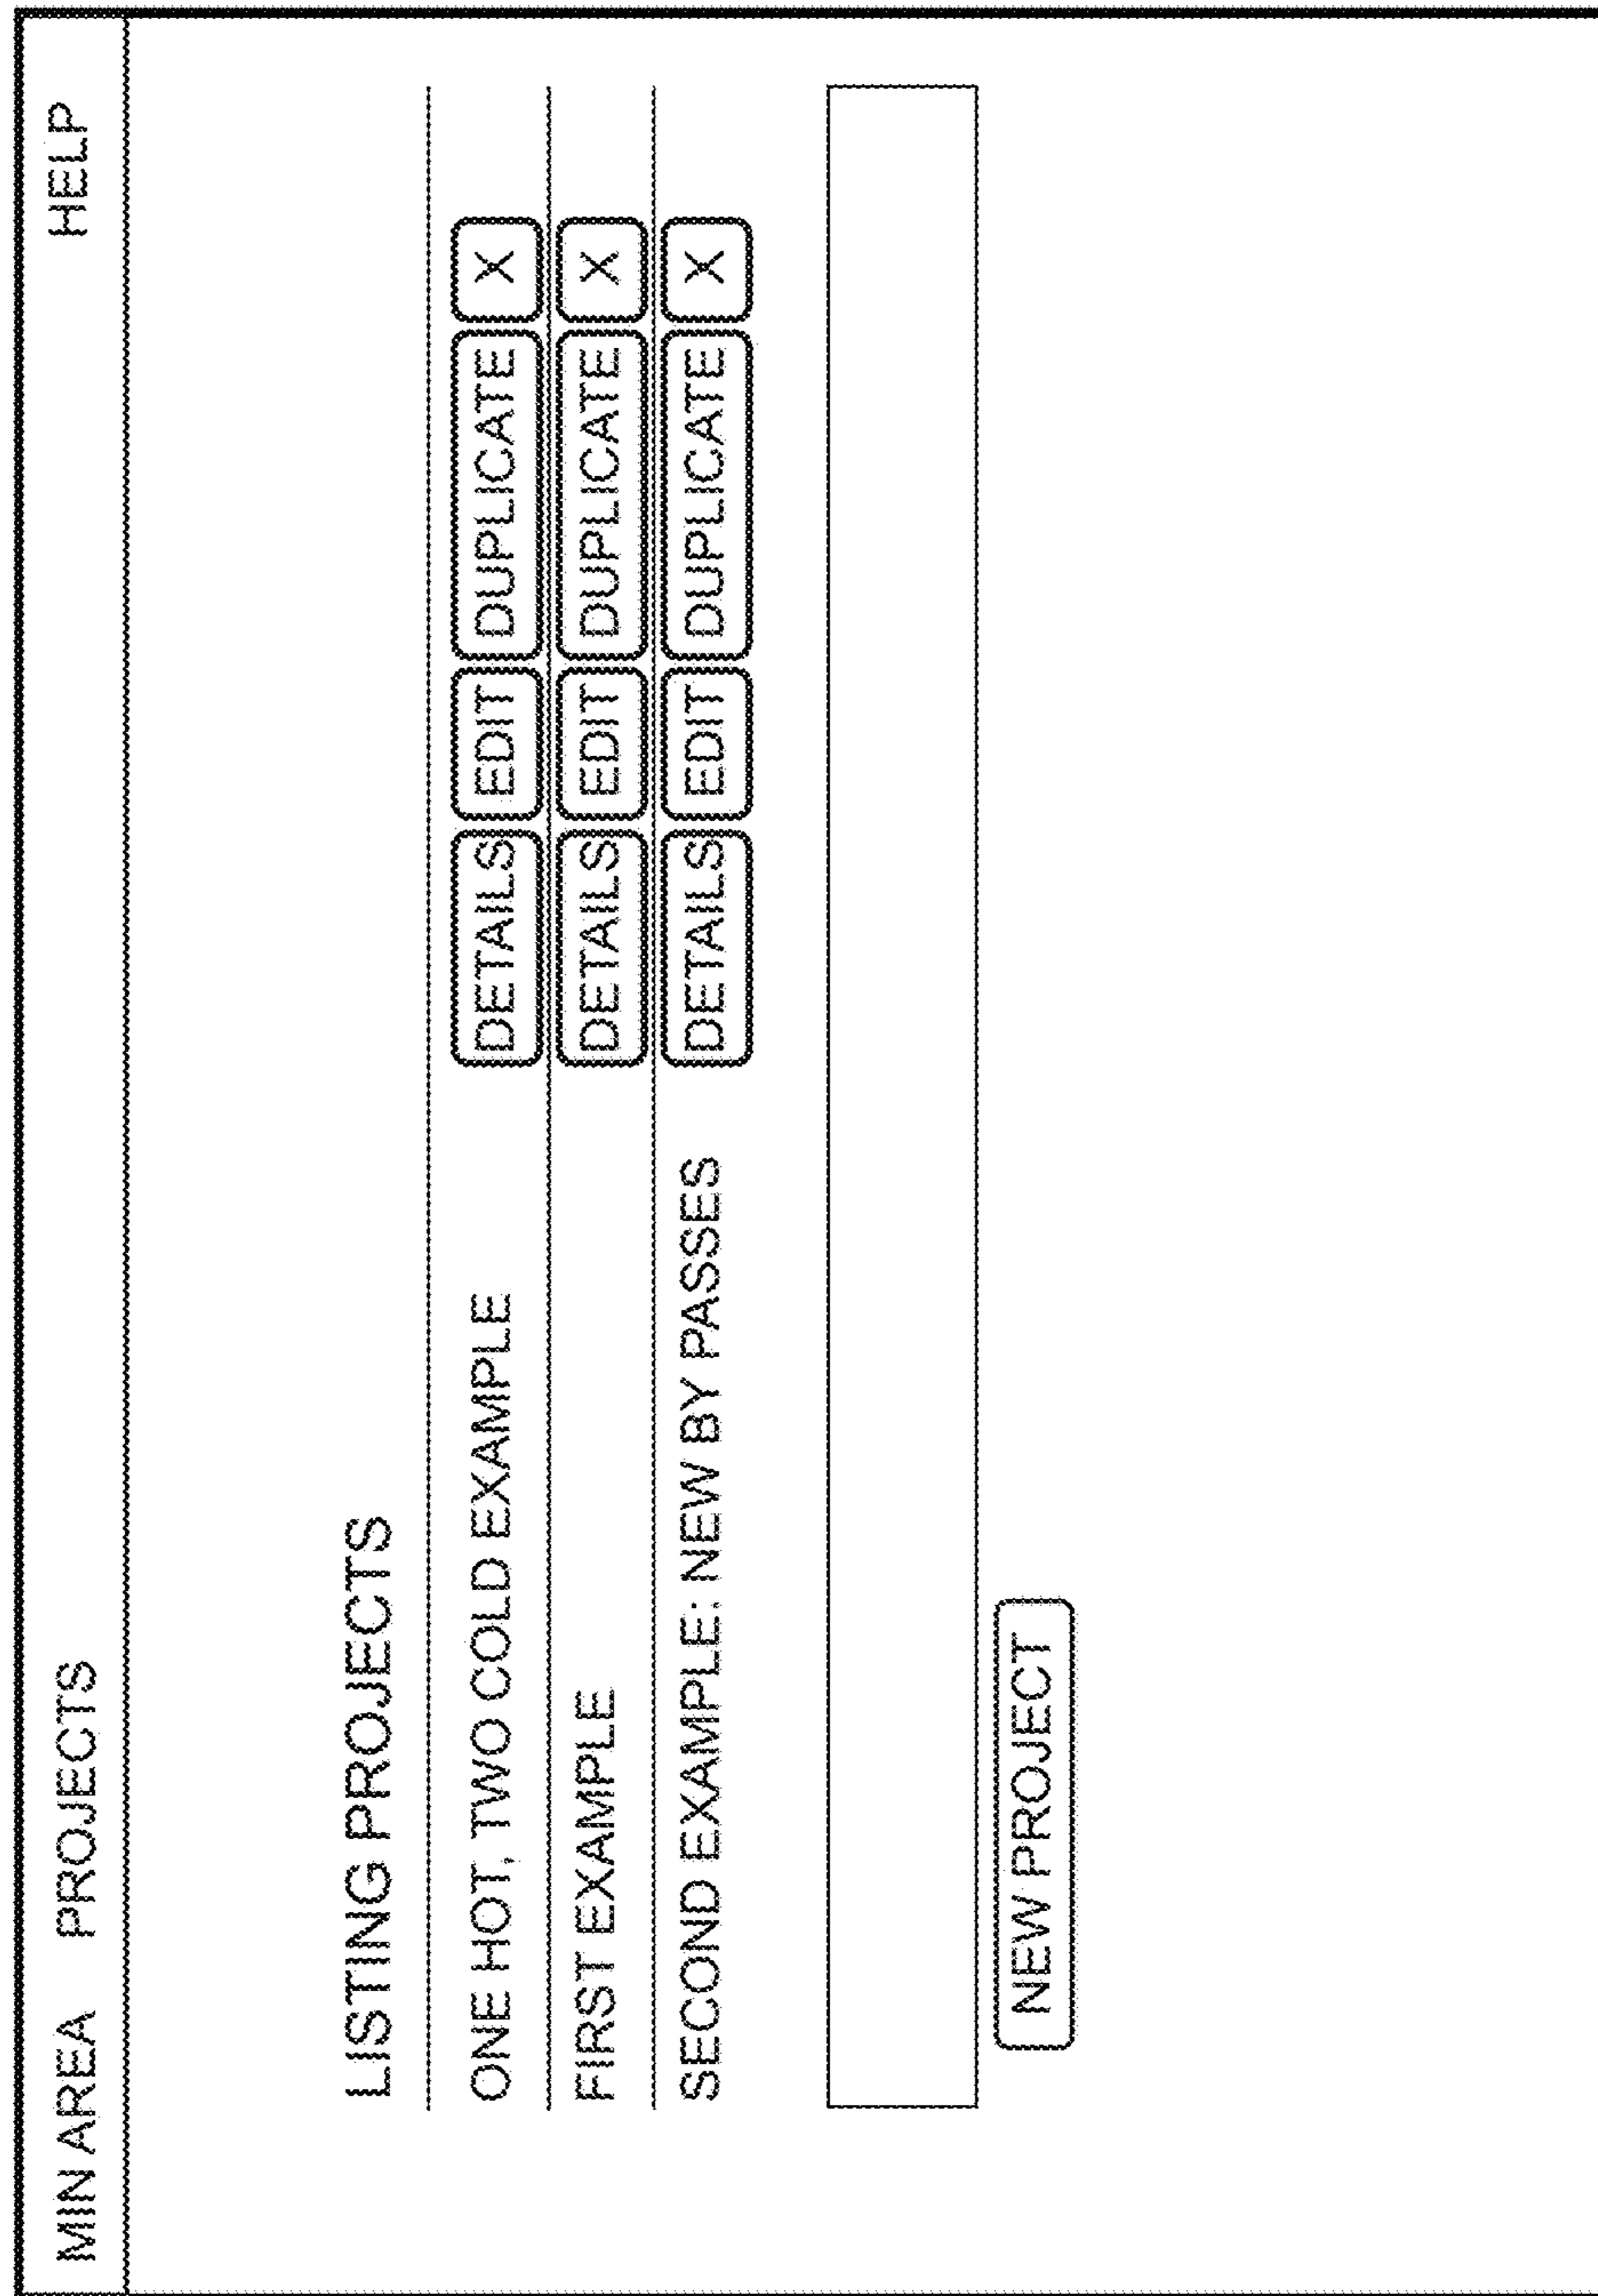 MIN AREA PROJECTS HELP
LISTING PROJECTS
ONE HOT, TWO COLD EXAMPLE DETAILS EDIT DUPLICATE X
FIRST EXAMPLE DETAILS EDIT DUPLICATE X
SECOND EXAMPLE: NEW BY PASSES DETAILS EDIT DUPLICATE X
NEW PROJECT